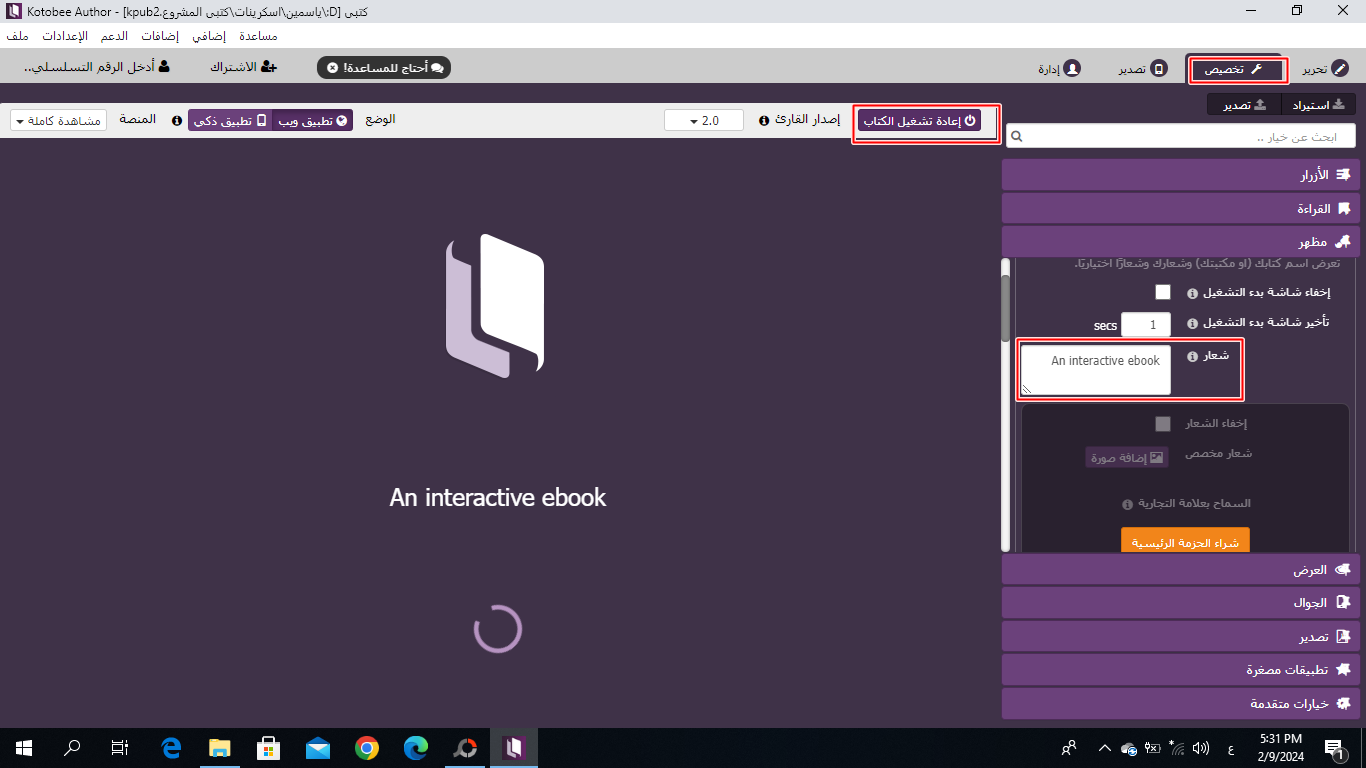 Kotobee Author - [kpub2.كتبى [D:\ياسمين\اسكرينات\كتبى المشروع
ملف الإعدادات الدعم إضافات إضافي مساعدة
تحرير تخصيص تصدير إدارة أحتاج للمساعدة! الاشتراك أدخل الرقم التسلسلي..
استيراد تصدير
إعادة تشغيل الكتاب إصدار القارئ 2.0 الوضع تطبيق ويب تطبيق ذكي المنصة مشاهدة كاملة
ابحث عن خيار ..
الأزرار
القراءة
مظهر
تعرض اسم كتابك (او مكتبتك) وشعارك وشعارًا اختياريًا.
إخفاء شاشة بدء التشغيل
تأخير شاشة بدء التشغيل 1 secs
شعار An interactive ebook
إخفاء الشعار
شعار مخصص إضافة صورة
السماح بعلامة التجارية
شراء الحزمة الرئيسية
An interactive ebook
العرض
الجوال
تصدير
تطبيقات مصغرة
خيارات متقدمة
ع
5:31 PM
2/9/2024
1